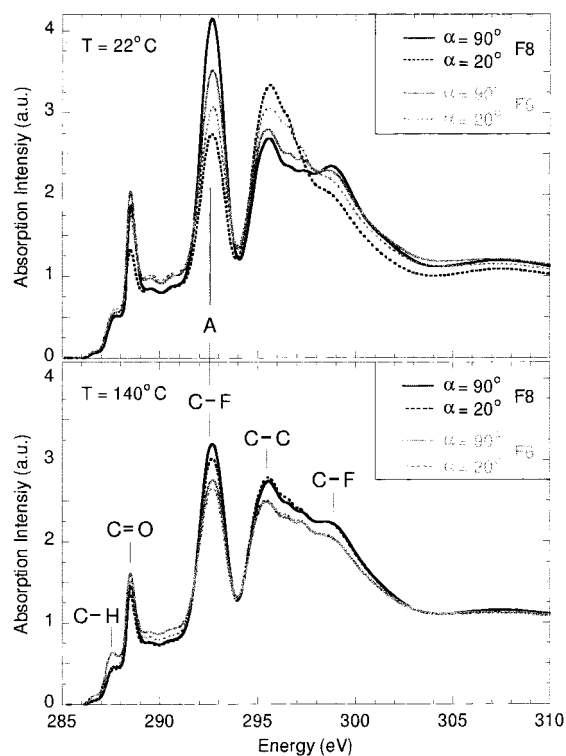 4
T = 22°C
α = 90° F8
α = 20°
α = 90° F6
α = 20°
3
Absorption Intensity (a.u.)
2
1
A
0
4
T = 140°C
C-F
α = 90° F8
α = 20°
α = 90° F6
α = 20°
3
C-C
C-F
Absorption Intensiy (a.u.)
2
C=O
C-H
1
0
285 290 295 300 305 310
Energy (eV)